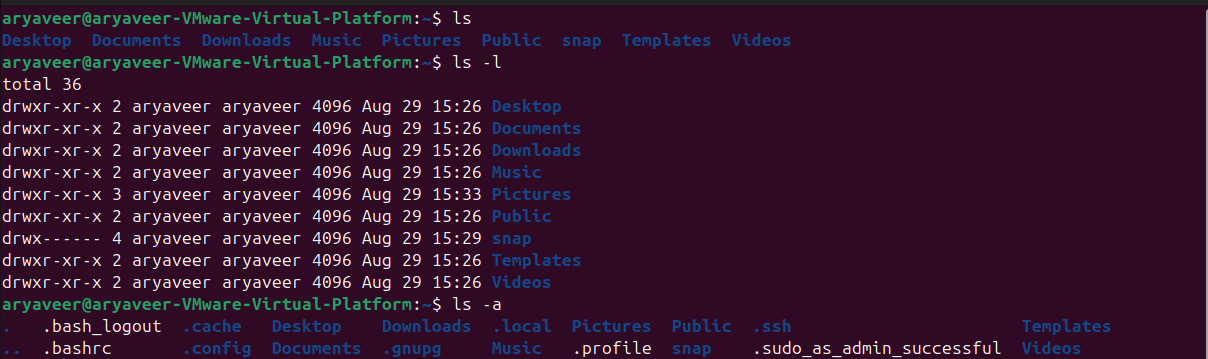 aryaveer@aryaveer-VMware-Virtual-Platform:~$ ls
Desktop  Documents  Downloads  Music  Pictures  Public  snap  Templates  Videos
aryaveer@aryaveer-VMware-Virtual-Platform:~$ ls -l
total 36
drwxr-xr-x 2 aryaveer aryaveer 4096 Aug 29 15:26 Desktop
drwxr-xr-x 2 aryaveer aryaveer 4096 Aug 29 15:26 Documents
drwxr-xr-x 2 aryaveer aryaveer 4096 Aug 29 15:26 Downloads
drwxr-xr-x 2 aryaveer aryaveer 4096 Aug 29 15:26 Music
drwxr-xr-x 3 aryaveer aryaveer 4096 Aug 29 15:33 Pictures
drwxr-xr-x 2 aryaveer aryaveer 4096 Aug 29 15:26 Public
drwx------ 4 aryaveer aryaveer 4096 Aug 29 15:29 snap
drwxr-xr-x 2 aryaveer aryaveer 4096 Aug 29 15:26 Templates
drwxr-xr-x 2 aryaveer aryaveer 4096 Aug 29 15:26 Videos
aryaveer@aryaveer-VMware-Virtual-Platform:~$ ls -a
.   .bash_logout  .cache   Desktop    Downloads  .local  Pictures  Public  .ssh                       Templates
..  .bashrc       .config  Documents  .gnupg     Music   .profile  snap    .sudo_as_admin_successful  Videos